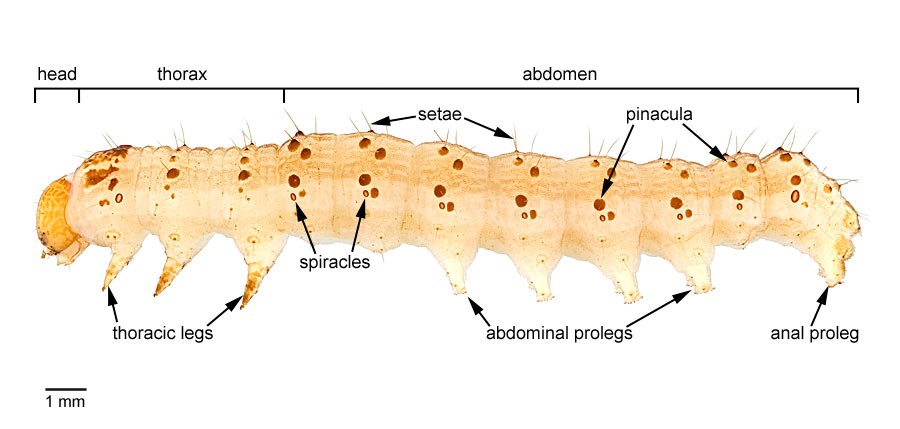 head
thorax
abdomen
setae
pinacula
spiracles
thoracic legs
abdominal prolegs
anal proleg
1 mm